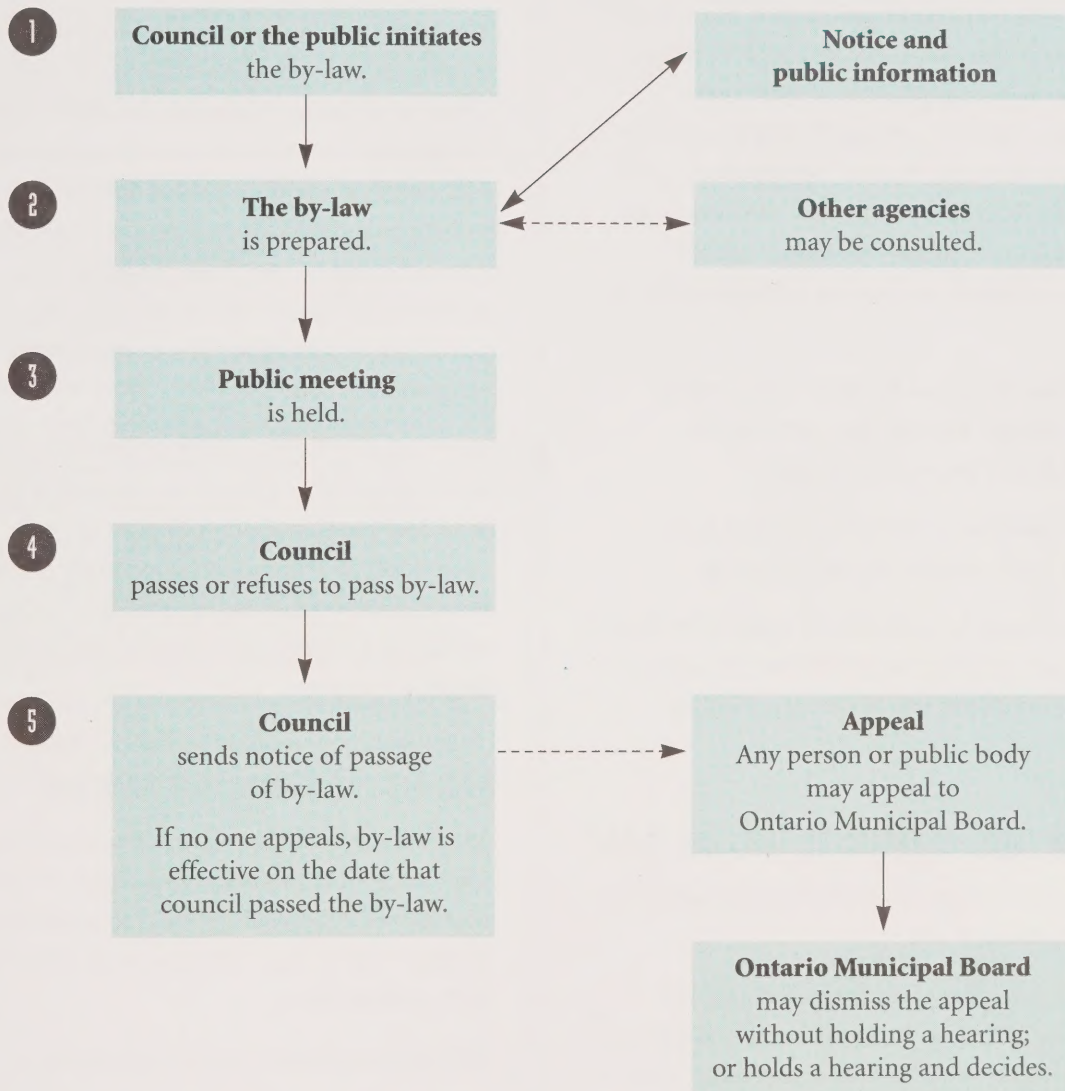 1
Council or the public initiates
the by-law.
Notice and
public information
2
The by-law
is prepared.
Other agencies
may be consulted.
3
Public meeting
is held.
4
Council
passes or refuses to pass by-law.
5
Council
sends notice of passage
of by-law.
If no one appeals, by-law is
effective on the date that
council passed the by-law.
Appeal
Any person or public body
may appeal to
Ontario Municipal Board.
Ontario Municipal Board
may dismiss the appeal
without holding a hearing;
or holds a hearing and decides.